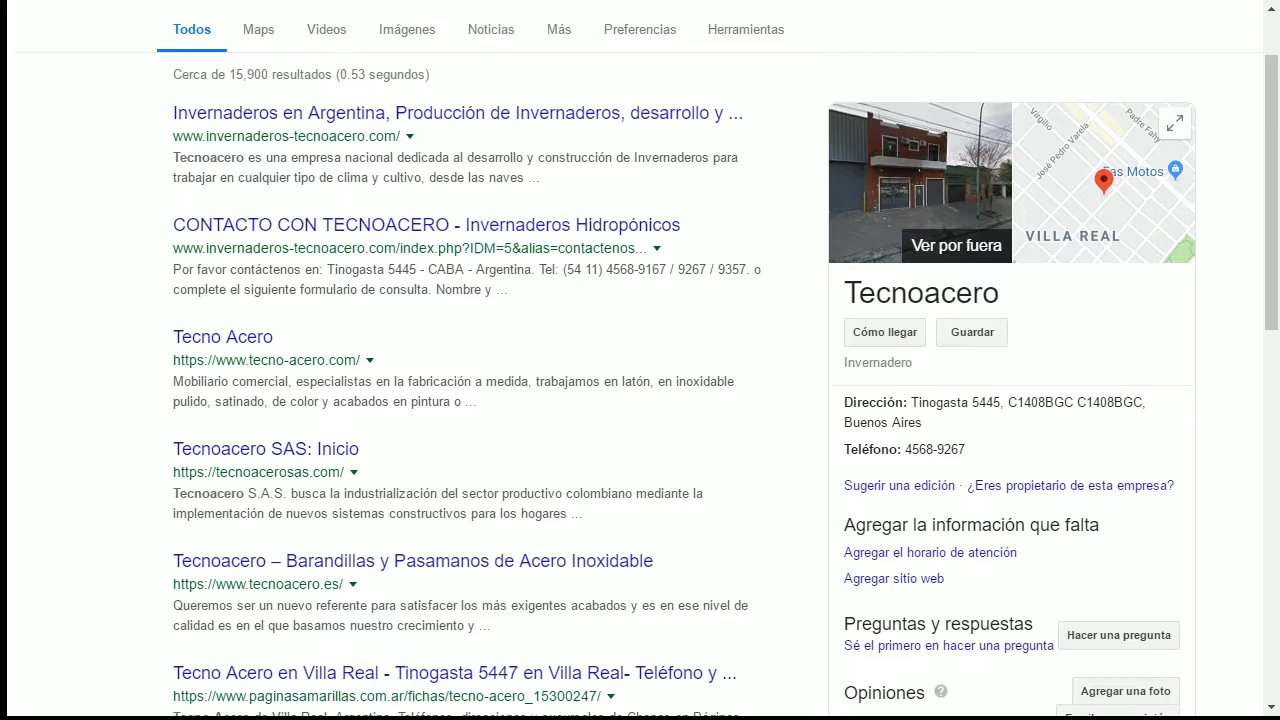 Todos Maps Videos Imágenes Noticias Más Preferencias Herramientas
Cerca de 15,900 resultados (0.53 segundos)
Invernaderos en Argentina, Producción de Invernaderos, desarrollo y ...
www.invernaderos-tecnoacero.com/
Tecnoacero es una empresa nacional dedicada al desarrollo y construcción de Invernaderos para
trabajar en cualquier tipo de clima y cultivo, desde las naves ...
CONTACTO CON TECNOACERO - Invernaderos Hidropónicos
www.invernaderos-tecnoacero.com/index.php?IDM=5&alias=contactenos...
Por favor contáctenos en: Tinogasta 5445 - CABA - Argentina. Tel: (54 11) 4568-9167 / 9267 / 9357. o
complete el siguiente formulario de consulta. Nombre y ...
Tecno Acero
https://www.tecno-acero.com/
Mobiliario comercial, especialistas en la fabricación a medida, trabajamos en latón, en inoxidable
pulido, satinado, de color y acabados en pintura o ...
Tecnoacero SAS: Inicio
https://tecnoacerosas.com/
Tecnoacero S.A.S. busca la industrialización del sector productivo colombiano mediante la
implementación de nuevos sistemas constructivos para los hogares ...
Tecnoacero – Barandillas y Pasamanos de Acero Inoxidable
https://www.tecnoacero.es/
Queremos ser un nuevo referente para satisfacer los más exigentes acabados y es en ese nivel de
calidad es en el que basamos nuestro crecimiento y ...
Tecno Acero en Villa Real - Tinogasta 5447 en Villa Real- Teléfono y ...
https://www.paginasamarillas.com.ar/fichas/tecno-acero_15300247/
Ver por fuera
Virgilio
José Pedro Varela
Padre Fahy
Motos
VILLA REAL
Tecnoacero
Cómo llegar Guardar
Invernadero
Dirección: Tinogasta 5445, C1408BGC C1408BGC,
Buenos Aires
Teléfono: 4568-9267
Sugerir una edición · ¿Eres propietario de esta empresa?
Agregar la información que falta
Agregar el horario de atención
Agregar sitio web
Preguntas y respuestas
Sé el primero en hacer una pregunta
Hacer una pregunta
Opiniones ?
Agregar una foto